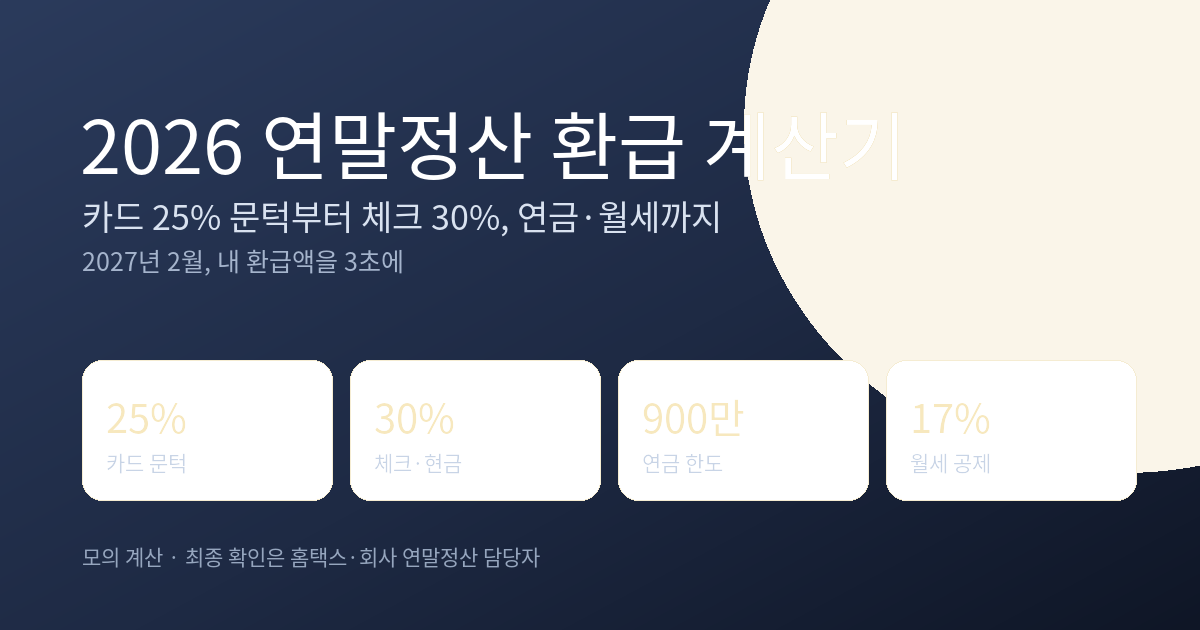 2026 연말정산 환급 계산기
카드 25% 문턱부터 체크 30%, 연금·월세까지
2027년 2월, 내 환급액을 3초에
25%
카드 문턱
30%
체크·현금
900만
연금 한도
17%
월세 공제
모의 계산 · 최종 확인은 홈택스·회사 연말정산 담당자